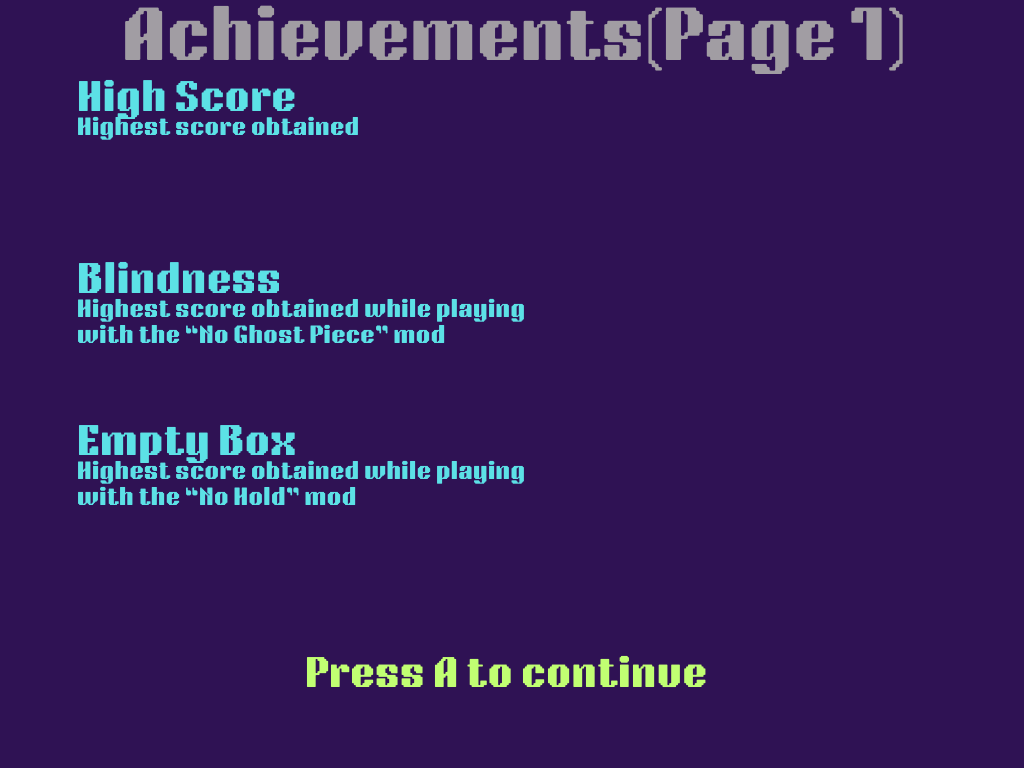 Achievements(Page 1)
High Score
Highest score obtained
Blindness
Highest score obtained while playing
with the “No Ghost Piece” mod
Empty Box
Highest score obtained while playing
with the “No Hold” mod
Press A to continue